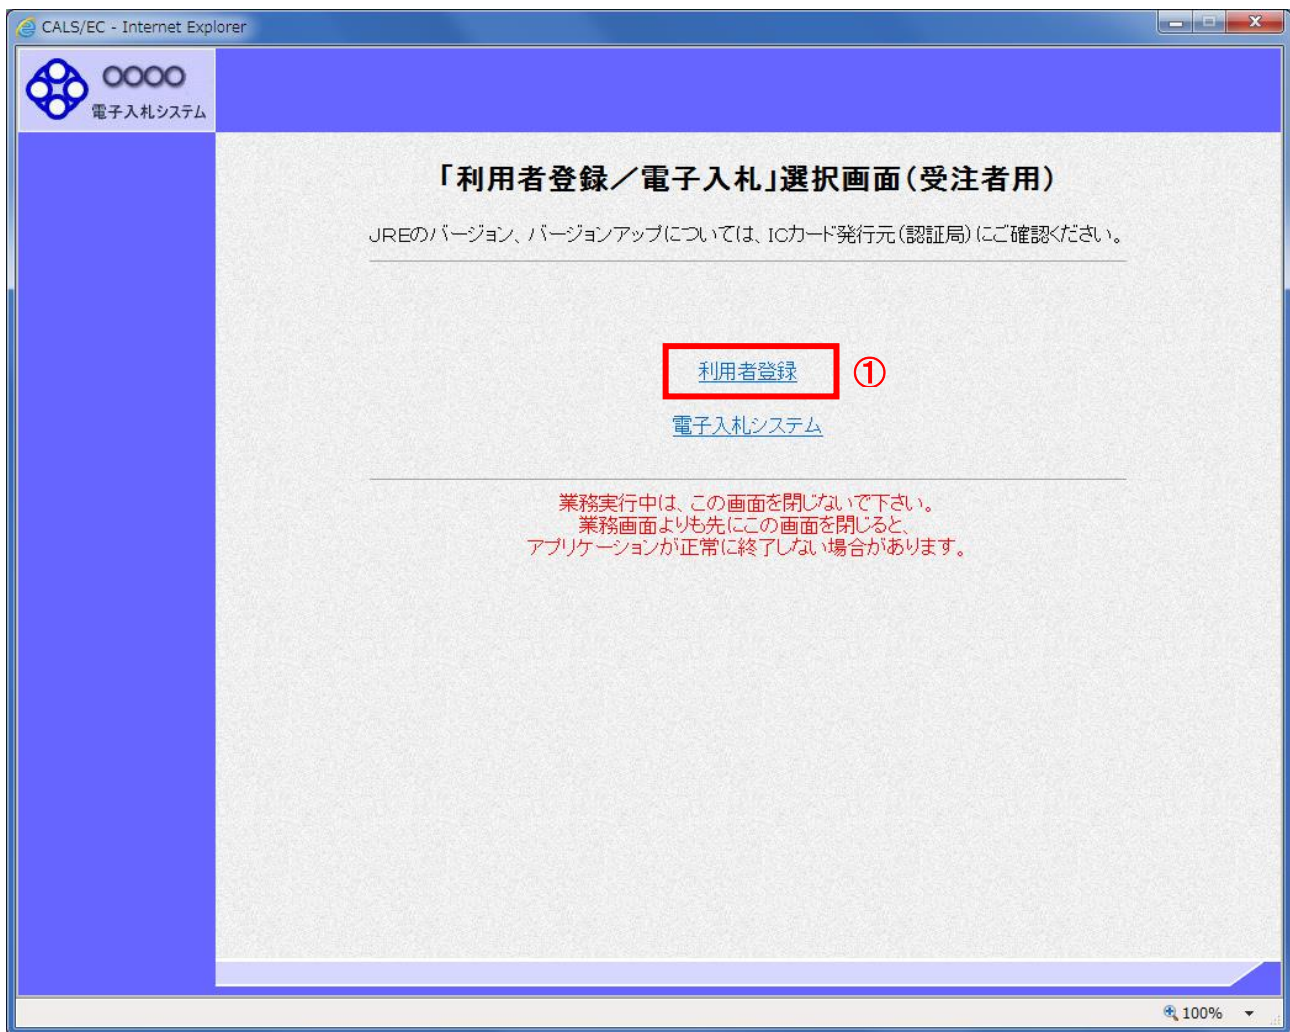 CALS/EC - Internet Explorer
○○○○
電子入札システム
「利用者登録／電子入札」選択画面(受注者用)
JREのバージョン、バージョンアップについては、ICカード発行元(認証局)にご確認ください。
利用者登録 ①
電子入札システム
業務実行中は、この画面を閉じないで下さい。
業務画面よりも先にこの画面を閉じると、
アプリケーションが正常に終了しない場合があります。
100%